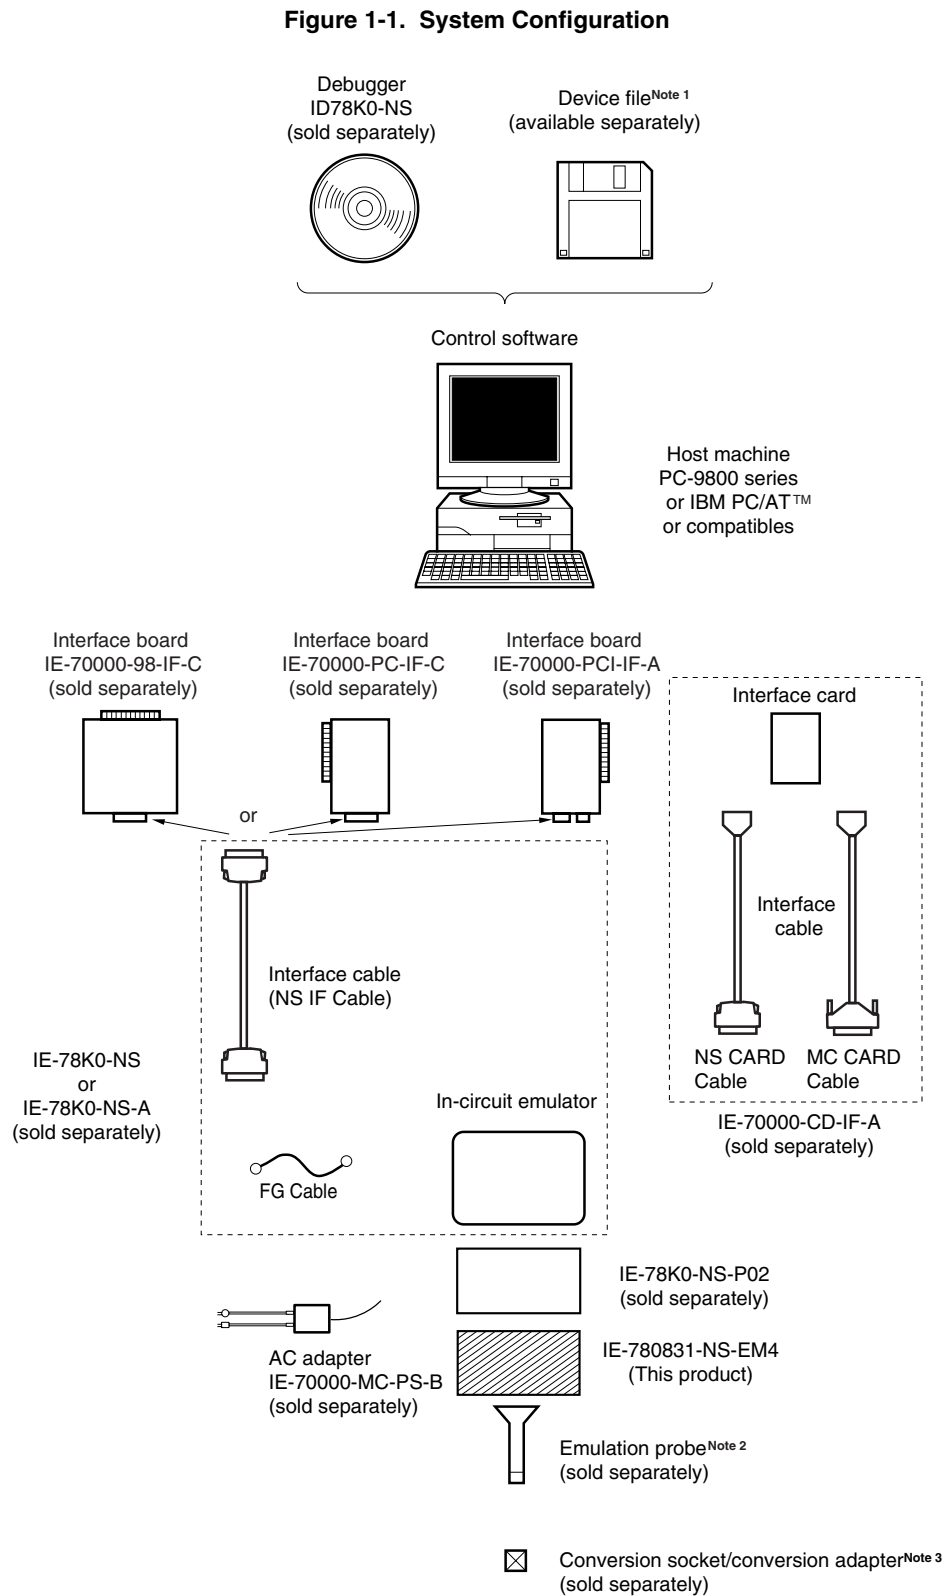 Figure 1-1.  System Configuration
Debugger
ID78K0-NS
(sold separately)
Device fileNote 1
(available separately)
Control software
Host machine
PC-9800 series
or IBM PC/AT™
or compatibles
Interface board
IE-70000-98-IF-C
(sold separately)
Interface board
IE-70000-PC-IF-C
(sold separately)
Interface board
IE-70000-PCI-IF-A
(sold separately)
Interface card
or
Interface
cable
Interface cable
(NS IF Cable)
NS CARD
Cable
MC CARD
Cable
IE-78K0-NS
or
IE-78K0-NS-A
(sold separately)
In-circuit emulator
IE-70000-CD-IF-A
(sold separately)
FG Cable
IE-78K0-NS-P02
(sold separately)
AC adapter
IE-70000-MC-PS-B
(sold separately)
IE-780831-NS-EM4
(This product)
Emulation probeNote 2
(sold separately)
Conversion socket/conversion adapterNote 3
(sold separately)